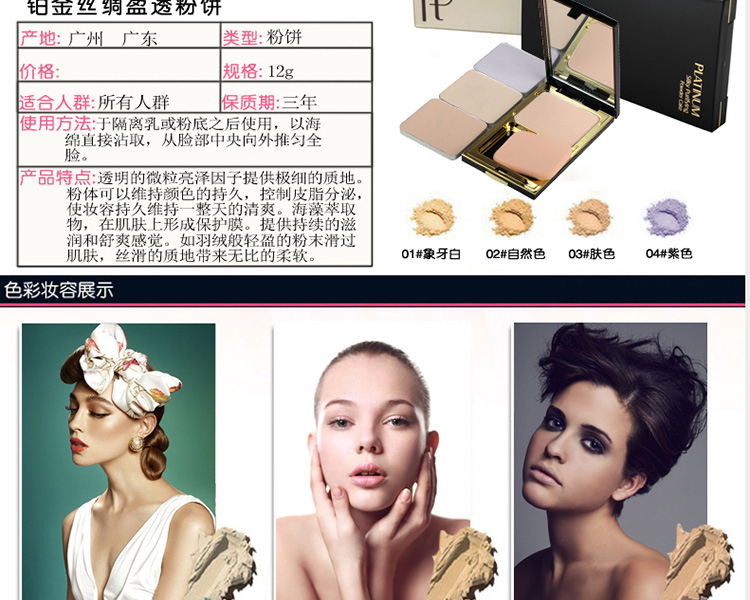 铂金丝绸盈透粉饼
产地: 广州 广东
类型: 粉饼
价格:
规格: 12g
适合人群: 所有人群
保质期: 三年
使用方法: 于隔离乳或粉底之后使用，以海
绵直接沾取，从脸部中央向外推匀全
脸。
产品特点: 透明的微粒亮泽因子提供极细的质地。
粉体可以维持颜色的持久，控制皮脂分泌，
使妆容持久维持一整天的清爽。海藻萃取
物，在肌肤上形成保护膜。提供持续的滋
润和舒爽感觉。如羽绒般轻盈的粉末滑过
肌肤，丝滑的质地带来无比的柔软。
PLATINUM
Silky Purifying
Powder Cake
01#象牙白
02#自然色
03#肤色
04#紫色
色彩妆容展示